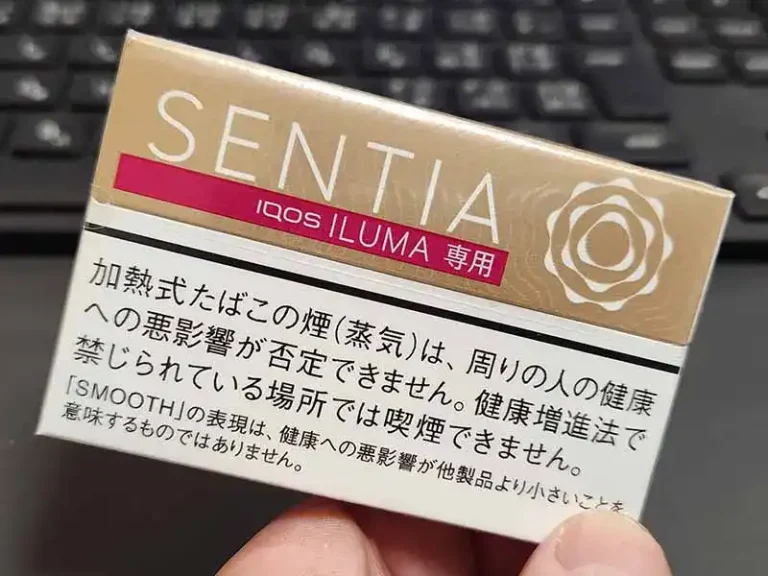 SENTIA
IQOS ILUMA 専用
加熱式たばこの煙(蒸気)は、周りの人の健康
への悪影響が否定できません。健康増進法で
禁じられている場所では喫煙できません。
「SMOOTH」の表現は、健康への悪影響が他製品より小さいことを
意味するものではありません。